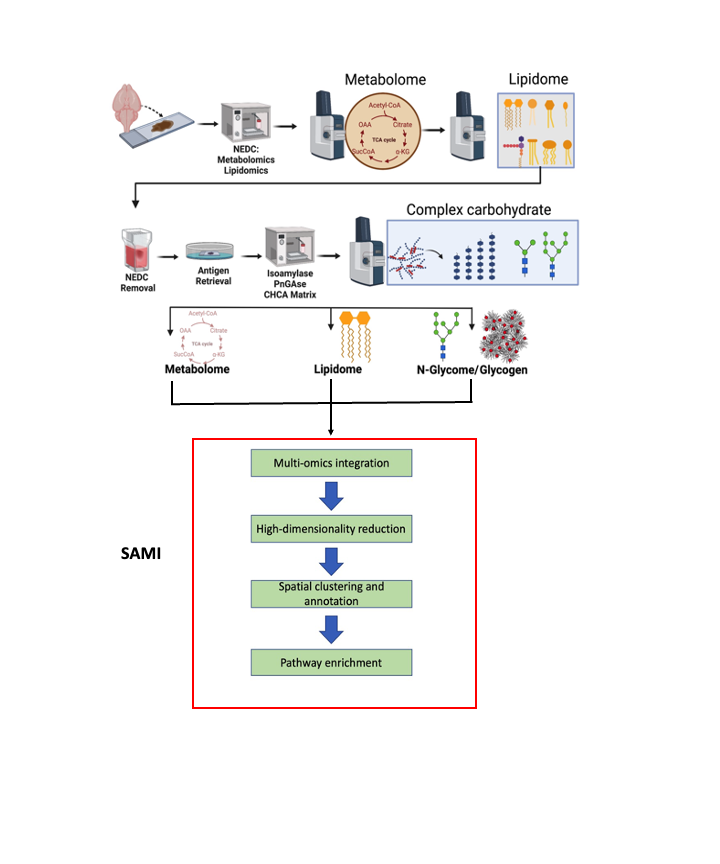 Metabolome
Lipidome
Acetyl-CoA
OAA
Citrate
TCA cycle
SucCoA
α-KG
NEDC:
Metabolomics
Lipidomics
Complex carbohydrate
NEDC
Removal
Antigen
Retrieval
Isoamylase
PnGAse
CHCA Matrix
Acetyl-CoA
OAA
Citrate
TCA cycle
SucCoA
α-KG
Metabolome
Lipidome
N-Glycome/Glycogen
Multi-omics integration
High-dimensionality reduction
SAMI
Spatial clustering and
annotation
Pathway enrichment